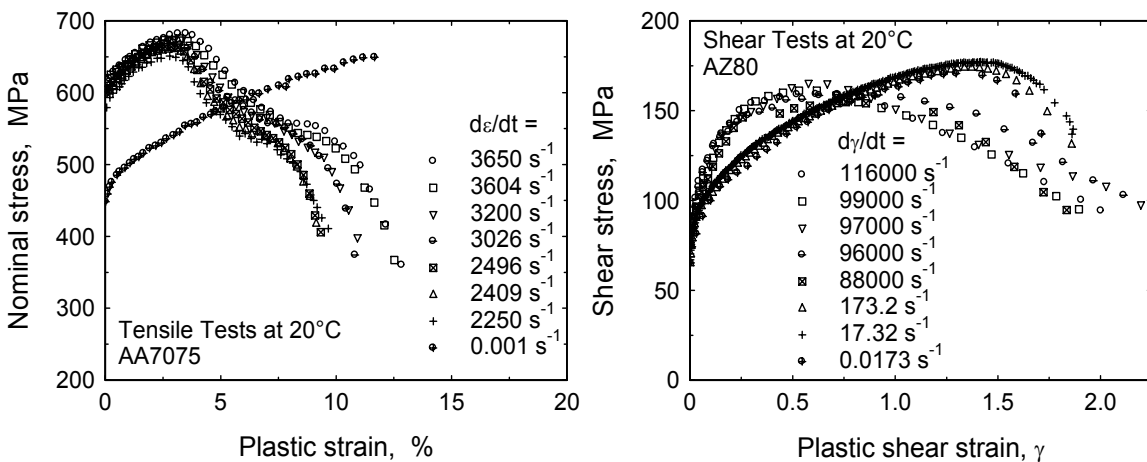 700
600
500
400
300
200
0
5
10
15
20
Nominal stress, MPa
Plastic strain, %
Tensile Tests at 20°C
AA7075
dε/dt =
3650 s⁻¹
3604 s⁻¹
3200 s⁻¹
3026 s⁻¹
2496 s⁻¹
2409 s⁻¹
2250 s⁻¹
0.001 s⁻¹
200
150
100
50
0
0.0
0.5
1.0
1.5
2.0
Shear stress, MPa
Plastic shear strain, γ
Shear Tests at 20°C
AZ80
dγ/dt =
116000 s⁻¹
99000 s⁻¹
97000 s⁻¹
96000 s⁻¹
88000 s⁻¹
173.2 s⁻¹
17.32 s⁻¹
0.0173 s⁻¹